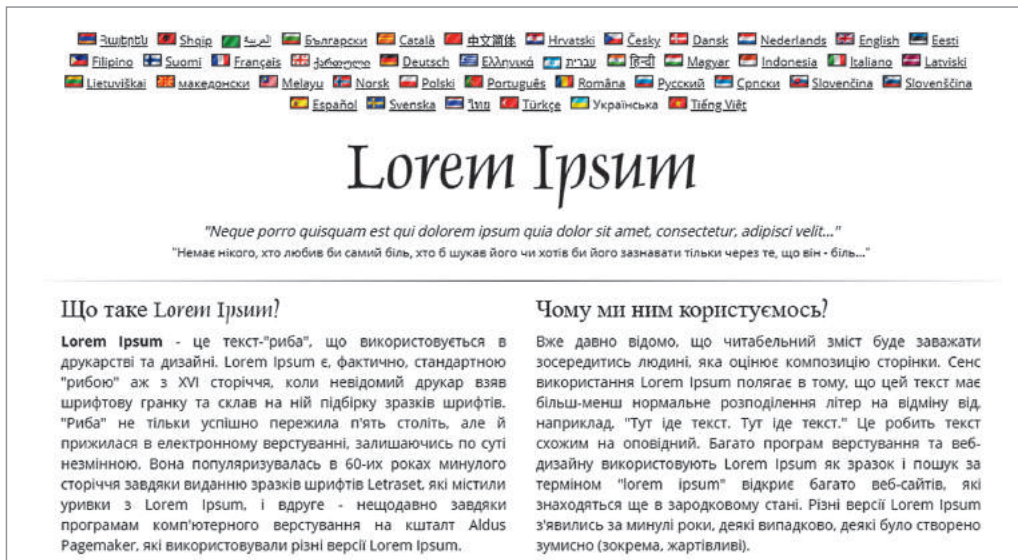 Հայերեն Shqip العربية Български Català 中文简体 Hrvatski Česky Dansk Nederlands English Eesti
Filipino Suomi Français ქართული Deutsch Ελληνικά עברית हिन्दी Magyar Indonesia Italiano Latviski
Lietuviškai македонски Melayu Norsk Polski Português Româna Русский Српски Slovenčina Slovenščina
Español Svenska ไทย Türkçe Українська Tiếng Việt
Lorem Ipsum
"Neque porro quisquam est qui dolorem ipsum quia dolor sit amet, consectetur, adipisci velit..."
"Немає нікого, хто любив би самий біль, хто б шукав його чи хотів би його зазнавати тільки через те, що він - біль..."
Що таке Lorem Ipsum?
Lorem Ipsum - це текст-"риба", що використовується в
друкарстві та дизайні. Lorem Ipsum є, фактично, стандартною
"рибою" аж з XVI сторіччя, коли невідомий друкар взяв
шрифтову гранку та склав на ній підбірку зразків шрифтів.
"Риба" не тільки успішно пережила п'ять століть, але й
прижилася в електронному верстуванні, залишаючись по суті
незмінною. Вона популяризувалась в 60-их роках минулого
сторіччя завдяки виданню зразків шрифтів Letraset, які містили
уривки з Lorem Ipsum, і вдруге - нещодавно завдяки
програмам комп'ютерного верстування на кшталт Aldus
Pagemaker, які використовували різні версії Lorem Ipsum.
Чому ми ним користуємось?
Вже давно відомо, що читабельний зміст буде заважати
зосередитись людині, яка оцінює композицію сторінки. Сенс
використання Lorem Ipsum полягає в тому, що цей текст має
більш-менш нормальне розподілення літер на відміну від,
наприклад, "Тут іде текст. Тут іде текст." Це робить текст
схожим на оповідний. Багато програм верстування та веб-
дизайну використовують Lorem Ipsum як зразок і пошук за
терміном "lorem ipsum" відкриє багато веб-сайтів, які
знаходяться ще в зародковому стані. Різні версії Lorem Ipsum
з'явились за минулі роки, деякі випадково, деякі було створено
зумисно (зокрема, жартівливі).